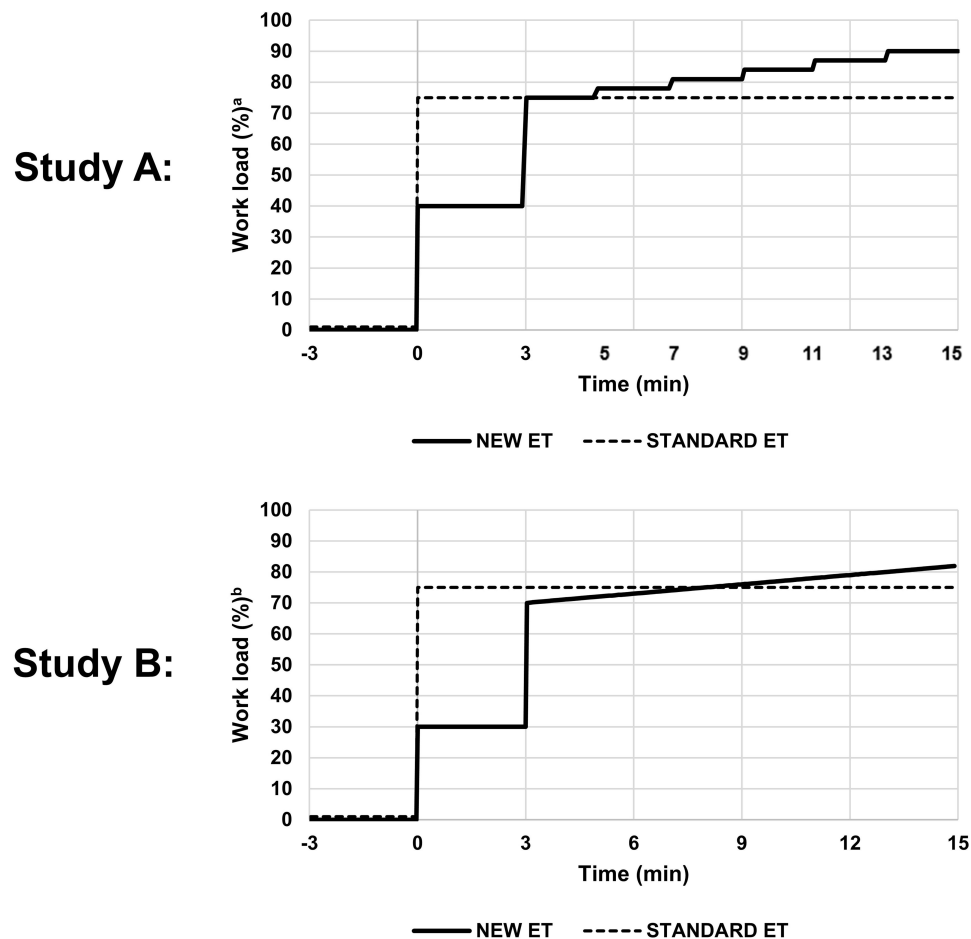 Study A:
Work load (%)ᵃ
100
90
80
70
60
50
40
30
20
10
0
-3 0 3 5 7 9 11 13 15
Time (min)
NEW ET STANDARD ET
Study B:
Work load (%)ᵇ
100
90
80
70
60
50
40
30
20
10
0
-3 0 3 6 9 12 15
Time (min)
NEW ET STANDARD ET